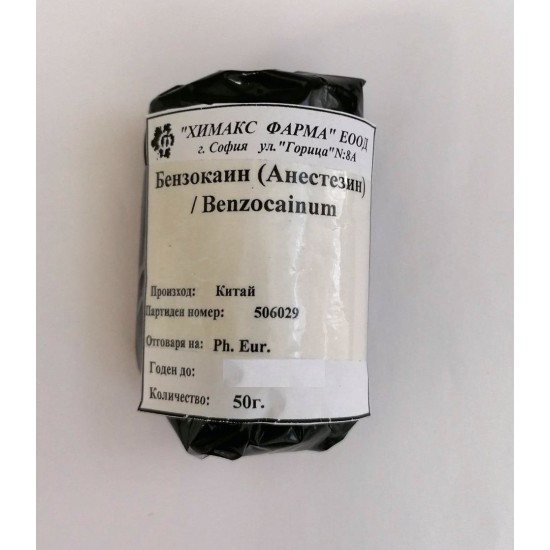 "ХИМАКС ФАРМА" ЕООД
г. София ул."Горица"N:8А
Бензокаин (Анестезин)
/ Benzocainum
Произход: Китай
Партиден номер: 506029
Отговаря на: Ph. Eur.
Годен до:
Количество: 50г.